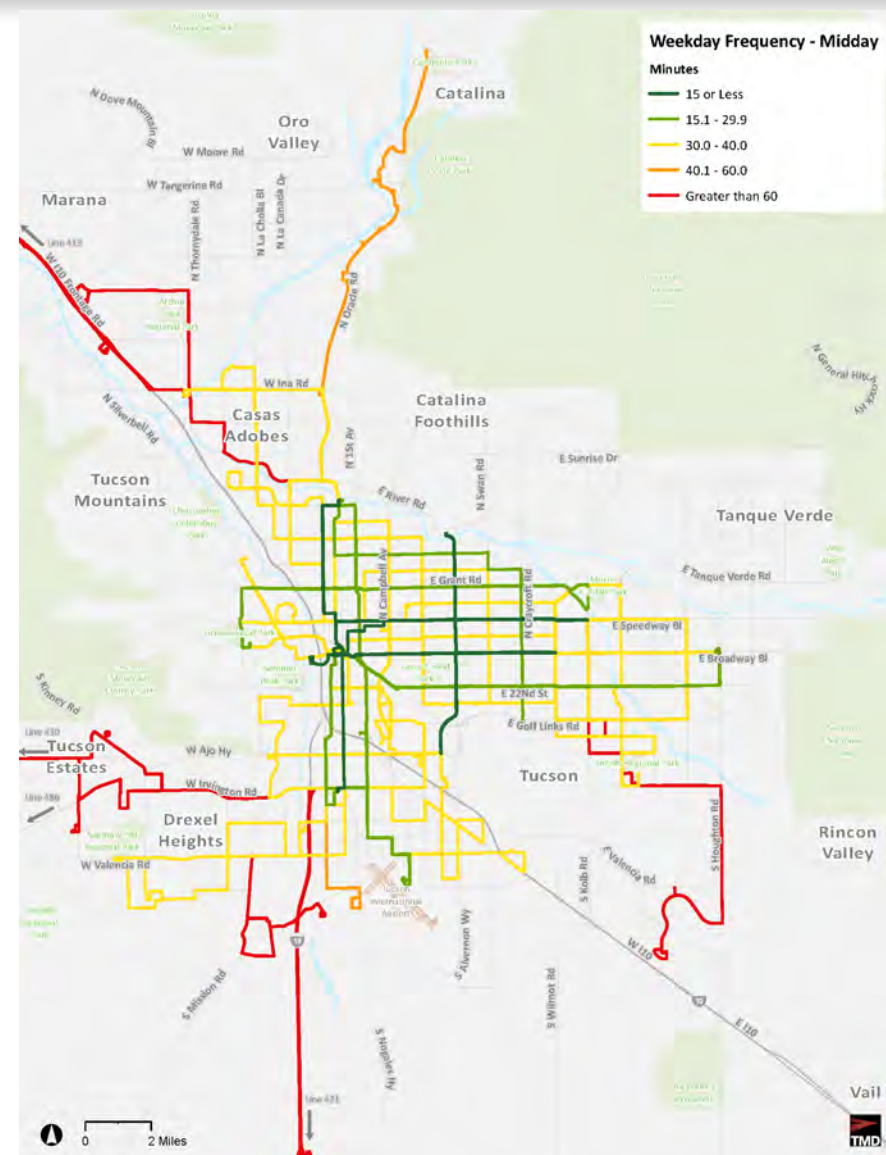 Weekday Frequency - Midday
Minutes
15 or Less
15.1 - 29.9
30.0 - 40.0
40.1 - 60.0
Greater than 60
Catalina
N Dove Mountain Bl
Oro
Valley
W Moore Rd
W Tangerine Rd
Marana
N Thornydale Rd
N La Cholla Bl
N La Canada Dr
Line 413
W I10 Frontage Rd
N Oracle Rd
W Ina Rd
N Silverbell Rd
Casas
Adobes
Catalina
Foothills
N 1St Av
N Swan Rd
E Sunrise Dr
Tucson
Mountains
E River Rd
Tanque Verde
N Campbell Av
E Grant Rd
N Craycroft Rd
E Tanque Verde Rd
E Speedway Bl
E Broadway Bl
E 22Nd St
S Kinney Rd
E Golf Links Rd
Line 430
Tucson
Estates
W Ajo Hy
Tucson
W Irvington Rd
Line 486
Drexel
Heights
S Houghton Rd
Rincon
Valley
W Valencia Rd
S Kolb Rd
E Valencia Rd
Tucson
International
Airport
S Alvernon Wy
W I10
S Mission Rd
19
S Wilmot Rd
10
E I10
S Nogales Hy
Line 421
Vail
0
2 Miles
TMD